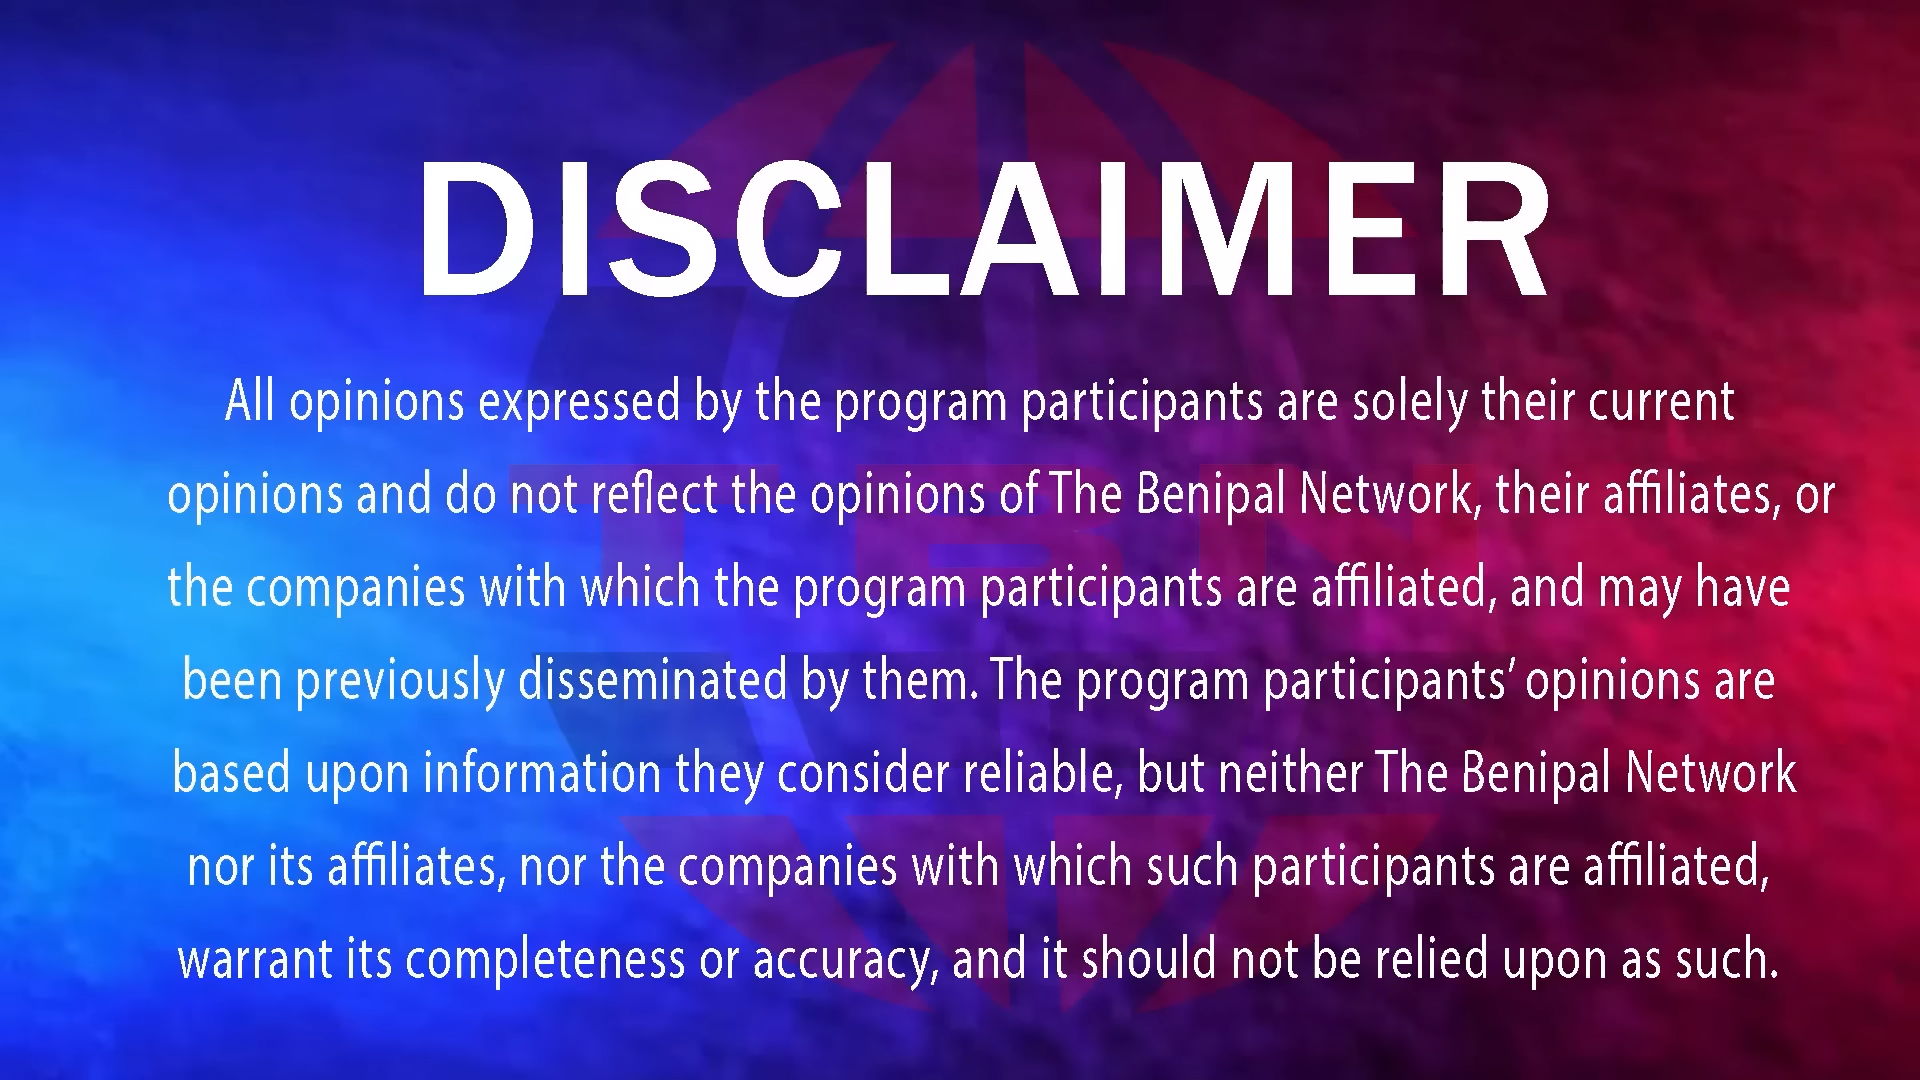 DISCLAIMER
All opinions expressed by the program participants are solely their current
opinions and do not reflect the opinions of The Benipal Network, their affiliates, or
the companies with which the program participants are affiliated, and may have
been previously disseminated by them. The program participants’ opinions are
based upon information they consider reliable, but neither The Benipal Network
nor its affiliates, nor the companies with which such participants are affiliated,
warrant its completeness or accuracy, and it should not be relied upon as such.
TBN